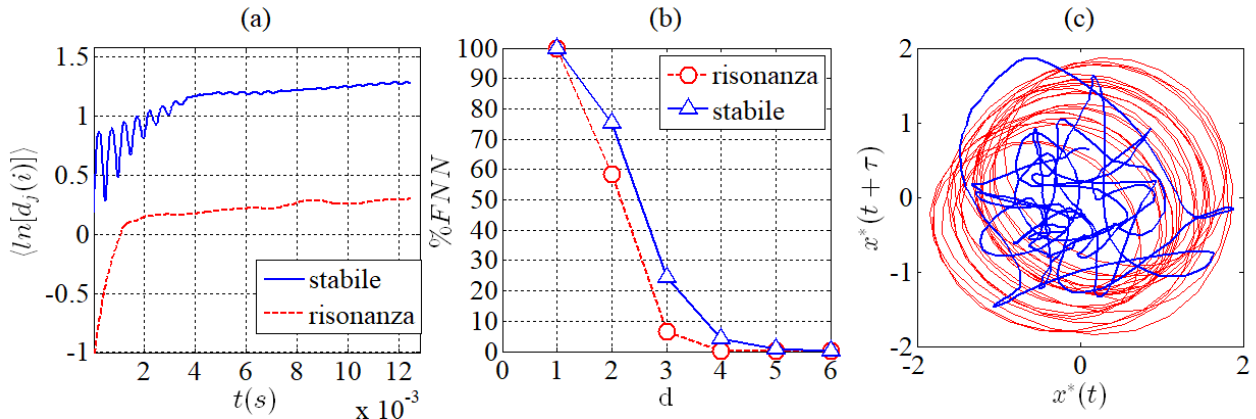 (a)
⟨ln[d_j(i)]⟩
1.5
1
0.5
0
-0.5
-1
2 4 6 8 10 12
t(s)
x 10^-3
stabile
risonanza
(b)
%FNN
100
90
80
70
60
50
40
30
20
10
0
0 1 2 3 4 5 6
d
risonanza
stabile
(c)
x*(t + τ)
2
1
0
-1
-2
-2 0 2
x*(t)